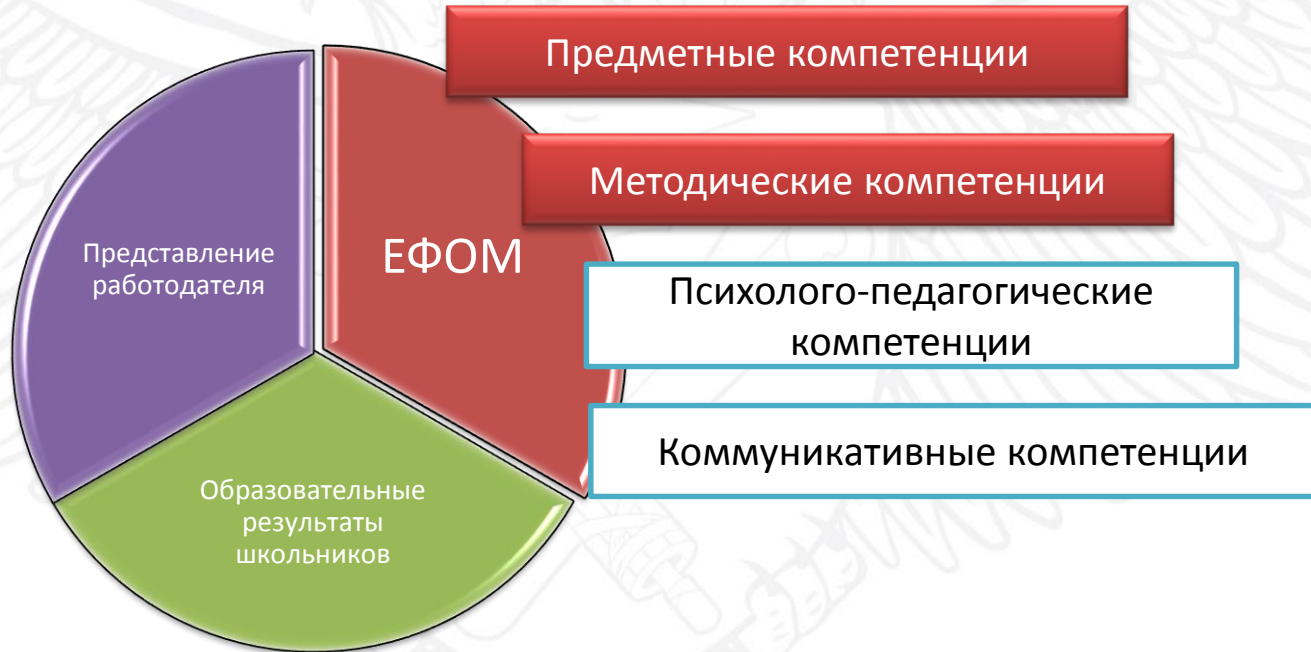 Предметные компетенции
Методические компетенции
ЕФОМ
Представление
работодателя
Психолого-педагогические
компетенции
Коммуникативные компетенции
Образовательные
результаты
школьников